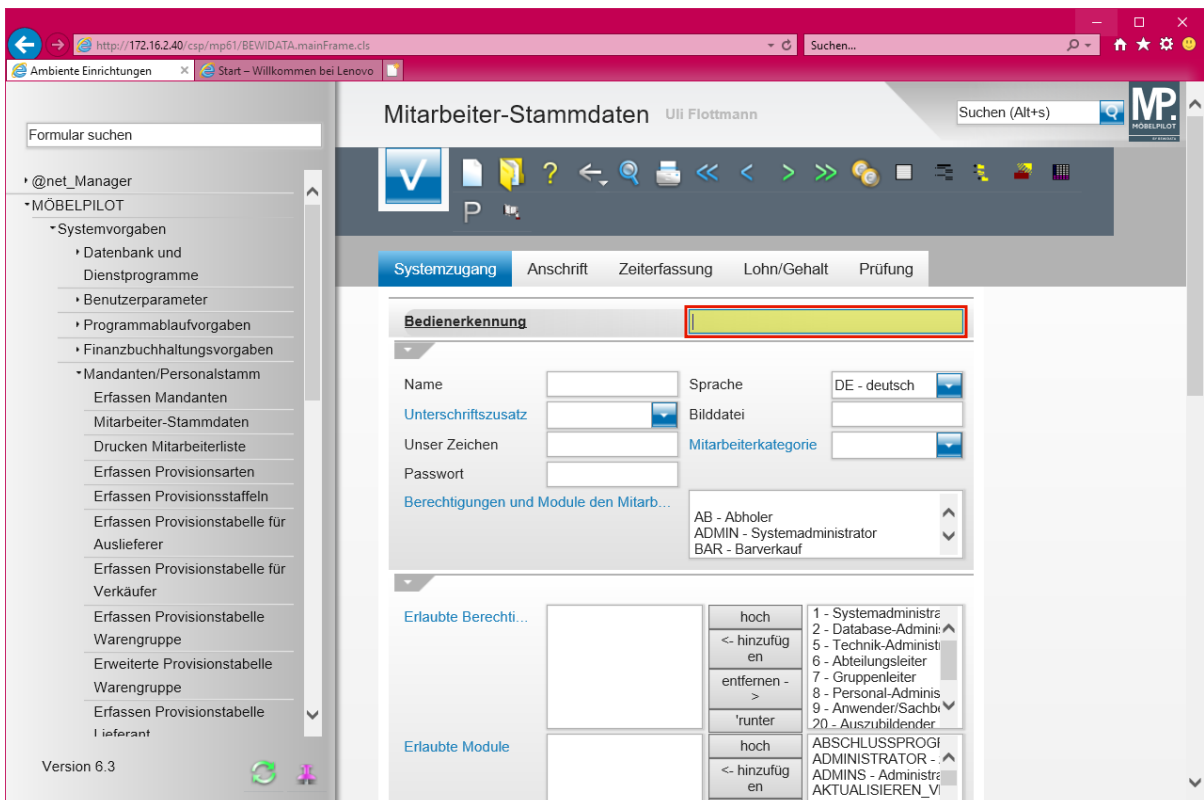 http://172.16.2.40/csp/mp61/BEWIDATA.mainFrame.cls
Suchen...
Ambiente Einrichtungen
Start – Willkommen bei Lenovo
Formular suchen
@net_Manager
MÖBELPILOT
Systemvorgaben
Datenbank und
Dienstprogramme
Benutzerparameter
Programmablaufvorgaben
Finanzbuchhaltungsvorgaben
Mandanten/Personalstamm
Erfassen Mandanten
Mitarbeiter-Stammdaten
Drucken Mitarbeiterliste
Erfassen Provisionsarten
Erfassen Provisionsstaffeln
Erfassen Provisionstabelle für
Auslieferer
Erfassen Provisionstabelle für
Verkäufer
Erfassen Provisionstabelle
Warengruppe
Erweiterte Provisionstabelle
Warengruppe
Erfassen Provisionstabelle
Lieferant
Version 6.3
Mitarbeiter-Stammdaten Uli Flottmann
Suchen (Alt+s)
MP.
MÖBELPILOT
BY BEWIDATA
P
Systemzugang Anschrift Zeiterfassung Lohn/Gehalt Prüfung
Bedienerkennung
Name
Sprache DE - deutsch
Unterschriftszusatz
Bilddatei
Unser Zeichen
Mitarbeiterkategorie
Passwort
Berechtigungen und Module den Mitarb...
AB - Abholer
ADMIN - Systemadministrator
BAR - Barverkauf
Erlaubte Berechti...
hoch
<- hinzufüg
en
entfernen -
>
'runter
1 - Systemadministra
2 - Database-Adminis
5 - Technik-Administr
6 - Abteilungsleiter
7 - Gruppenleiter
8 - Personal-Adminis
9 - Anwender/Sachbe
20 - Auszubildender
Erlaubte Module
hoch
<- hinzufüg
en
ABSCHLUSSPROGR
ADMINISTRATOR -
ADMINS - Administra
AKTUALISIEREN_V